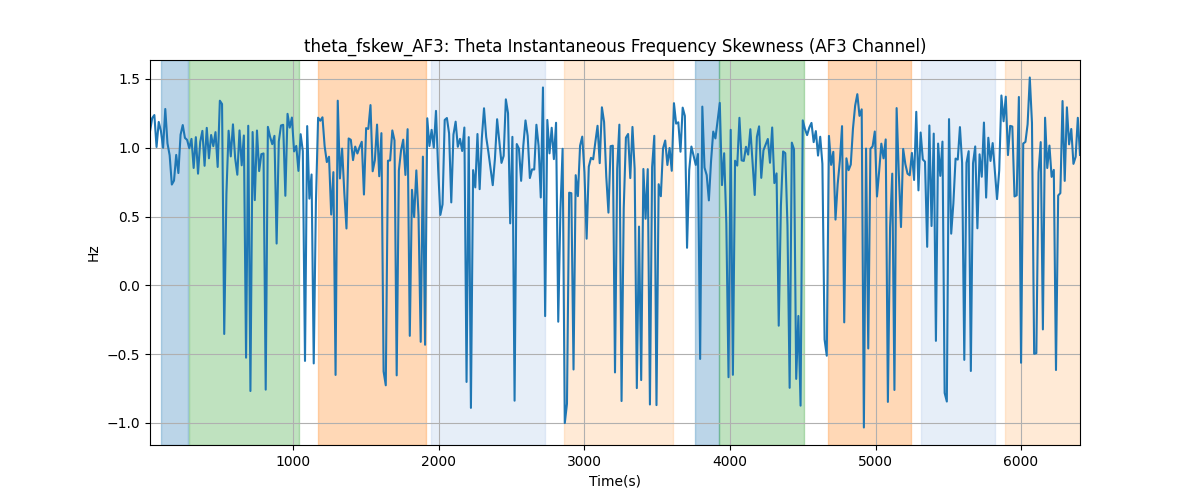 theta_fskew_AF3: Theta Instantaneous Frequency Skewness (AF3 Channel)
1.5
1.0
0.5
0.0
−0.5
−1.0
Hz
1000 2000 3000 4000 5000 6000
Time(s)